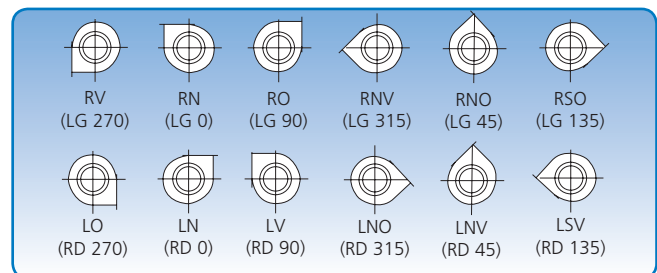 RV RN RO RNV RNO RSO
(LG 270) (LG 0) (LG 90) (LG 315) (LG 45) (LG 135)
LO LN LV LNO LNV LSV
(RD 270) (RD 0) (RD 90) (RD 315) (RD 45) (RD 135)